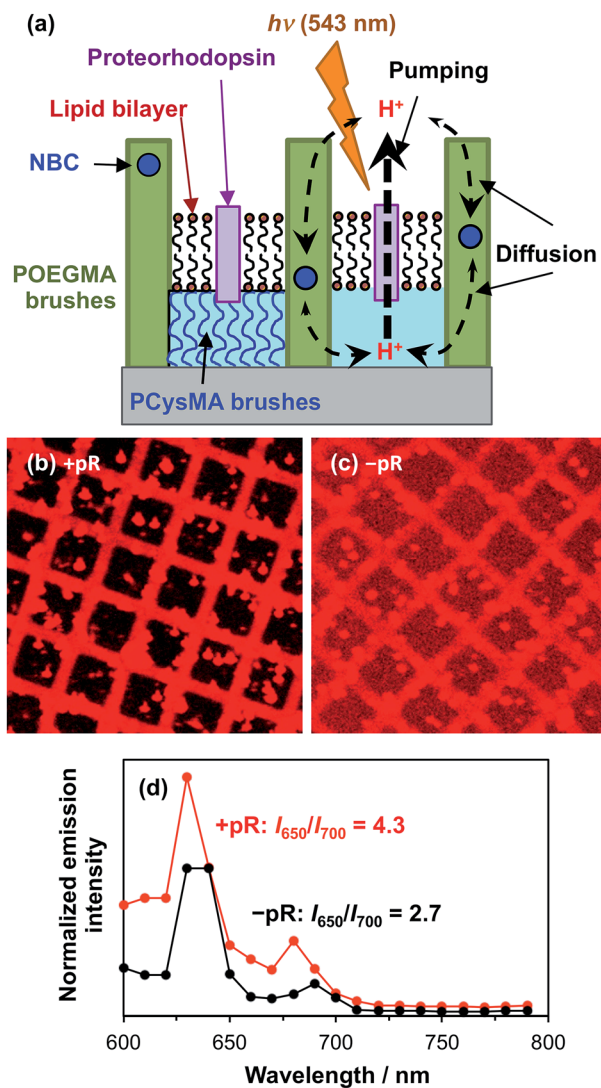 (a)
hν (543 nm)
Proteorhodopsin
Pumping
Lipid bilayer
H⁺
NBC
Diffusion
POEGMA
brushes
H⁺
PCysMA brushes
(b) +pR
(c) −pR
(d)
+pR: I₆₅₀/I₇₀₀ = 4.3
−pR: I₆₅₀/I₇₀₀ = 2.7
Normalized emission
intensity
600
650
700
750
800
Wavelength / nm